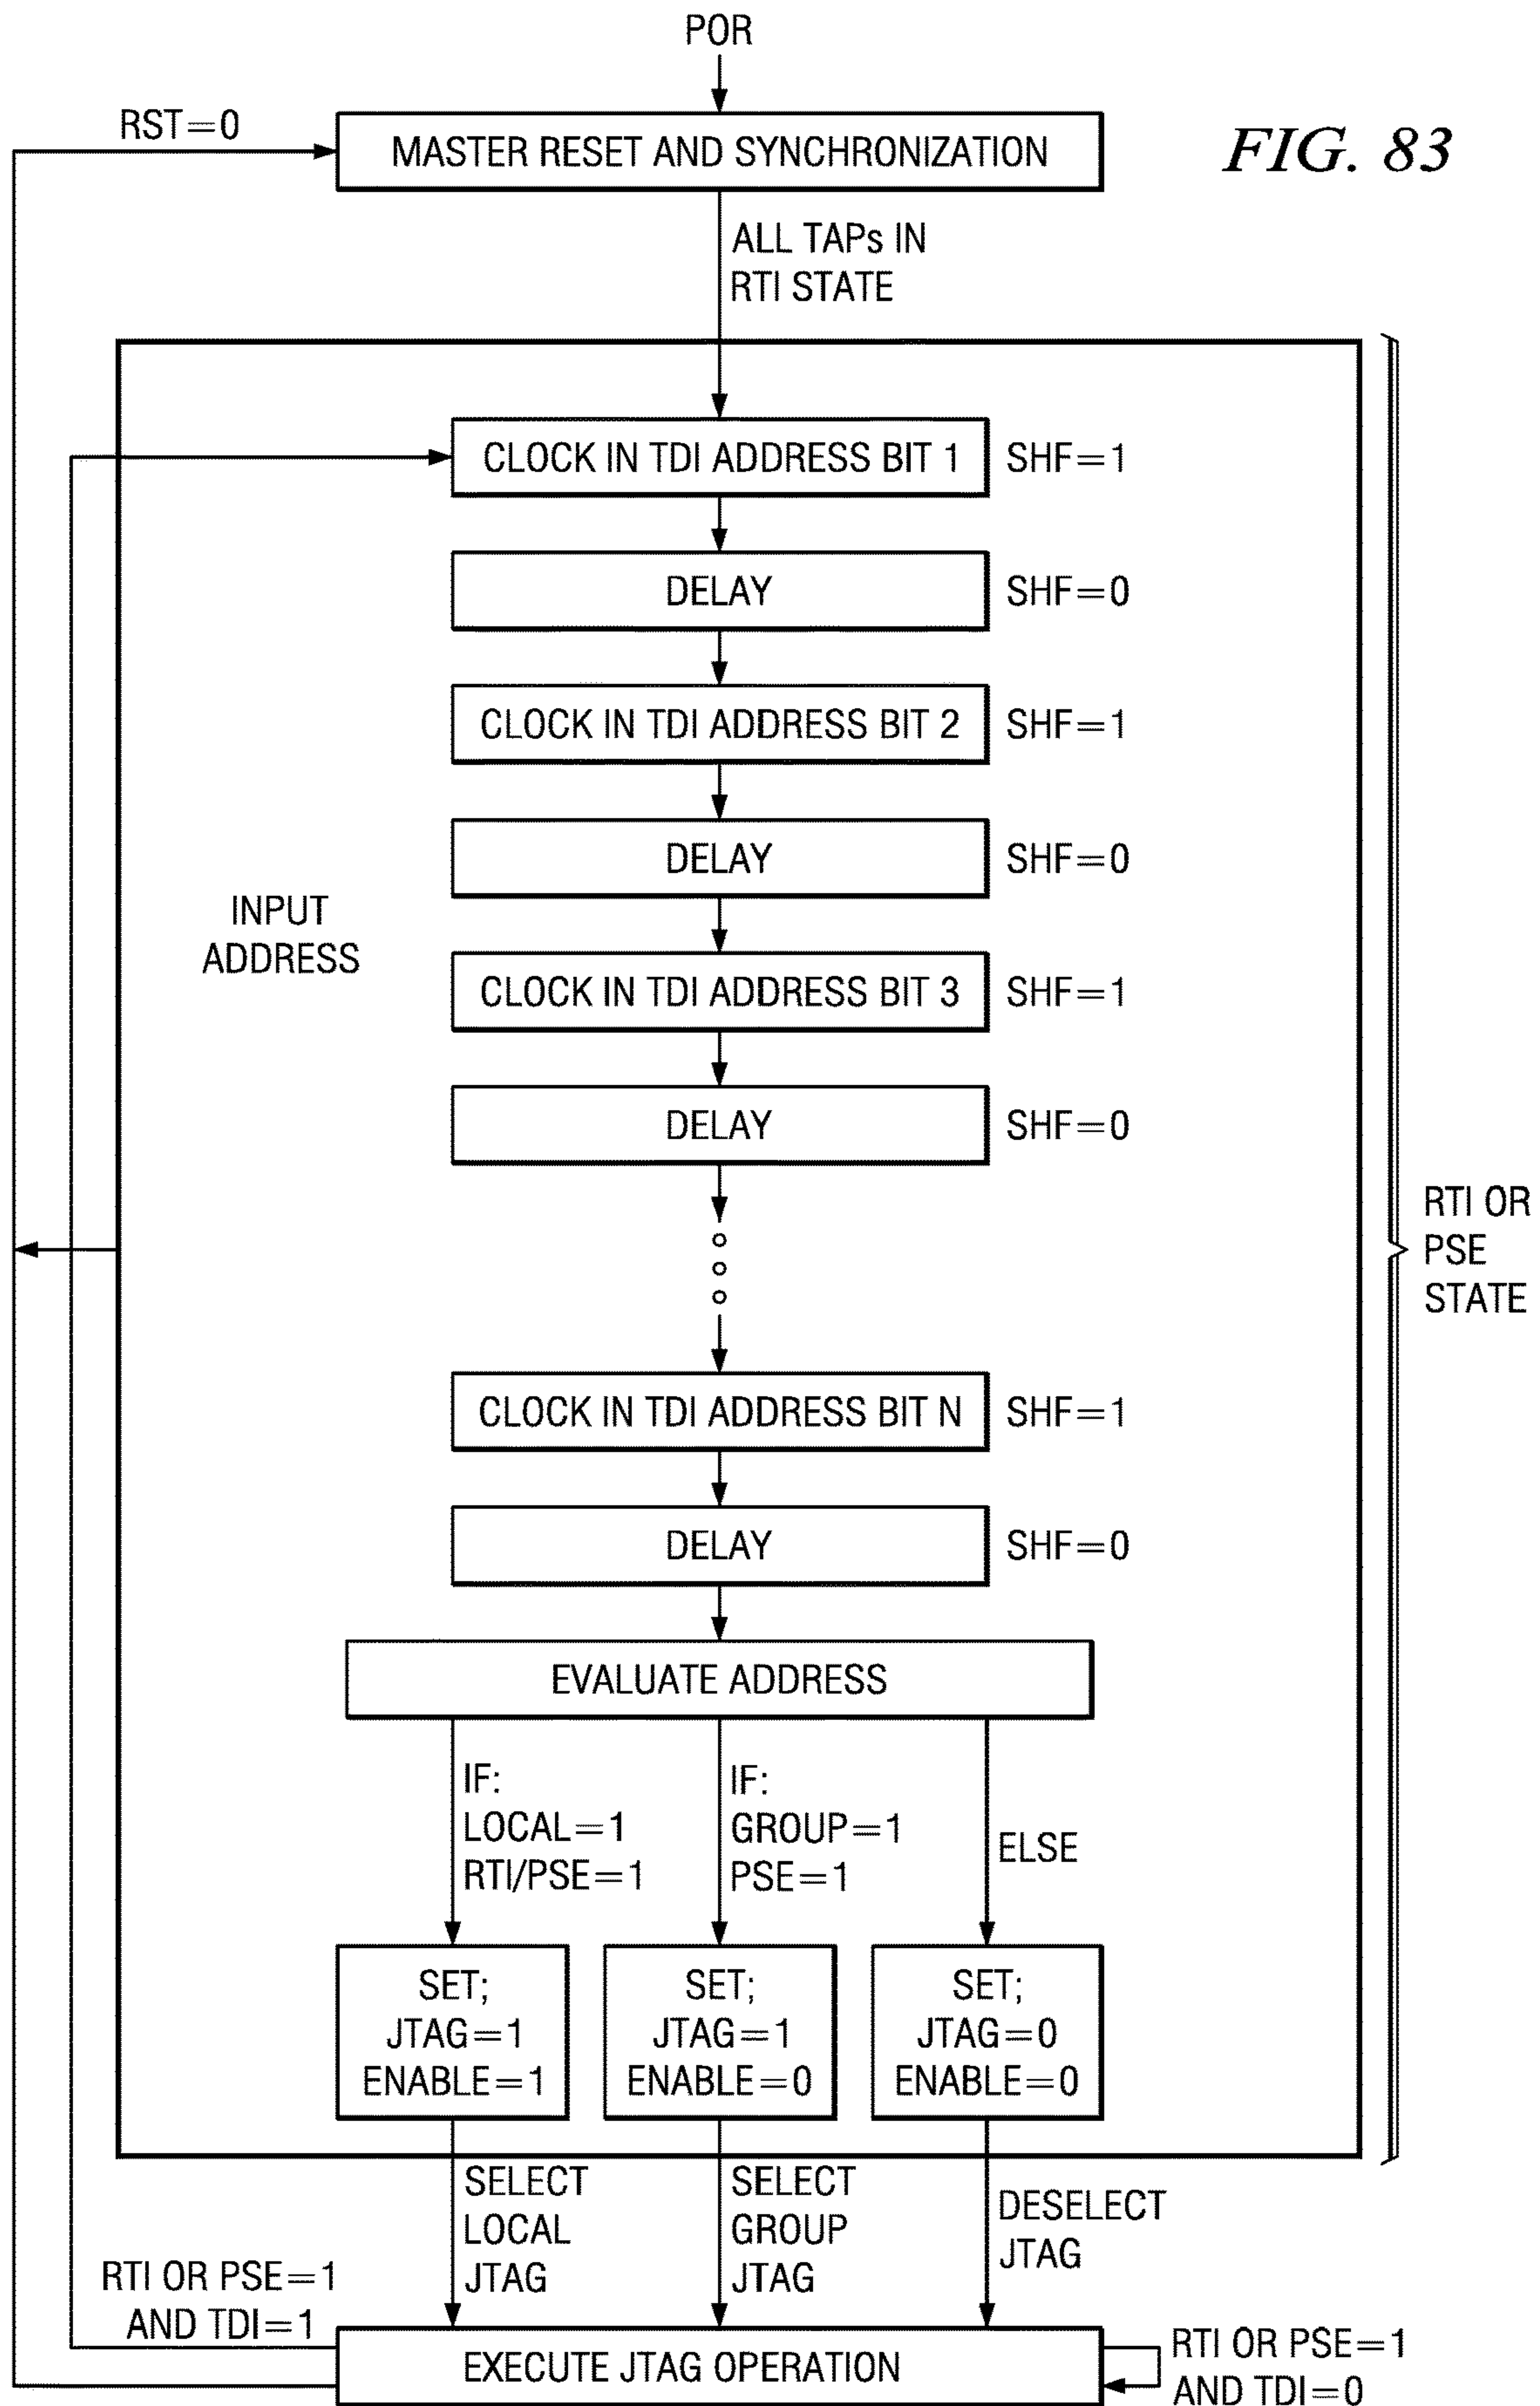 POR
RST=0
MASTER RESET AND SYNCHRONIZATION
FIG. 83
ALL TAPs IN
RTI STATE
CLOCK IN TDI ADDRESS BIT 1
SHF=1
DELAY
SHF=0
CLOCK IN TDI ADDRESS BIT 2
SHF=1
DELAY
SHF=0
INPUT
ADDRESS
CLOCK IN TDI ADDRESS BIT 3
SHF=1
DELAY
SHF=0
RTI OR
PSE
STATE
CLOCK IN TDI ADDRESS BIT N
SHF=1
DELAY
SHF=0
EVALUATE ADDRESS
IF:
LOCAL=1
RTI/PSE=1
IF:
GROUP=1
PSE=1
ELSE
SET;
JTAG=1
ENABLE=1
SET;
JTAG=1
ENABLE=0
SET;
JTAG=0
ENABLE=0
SELECT
LOCAL
JTAG
SELECT
GROUP
JTAG
DESELECT
JTAG
RTI OR PSE=1
AND TDI=1
EXECUTE JTAG OPERATION
RTI OR PSE=1
AND TDI=0